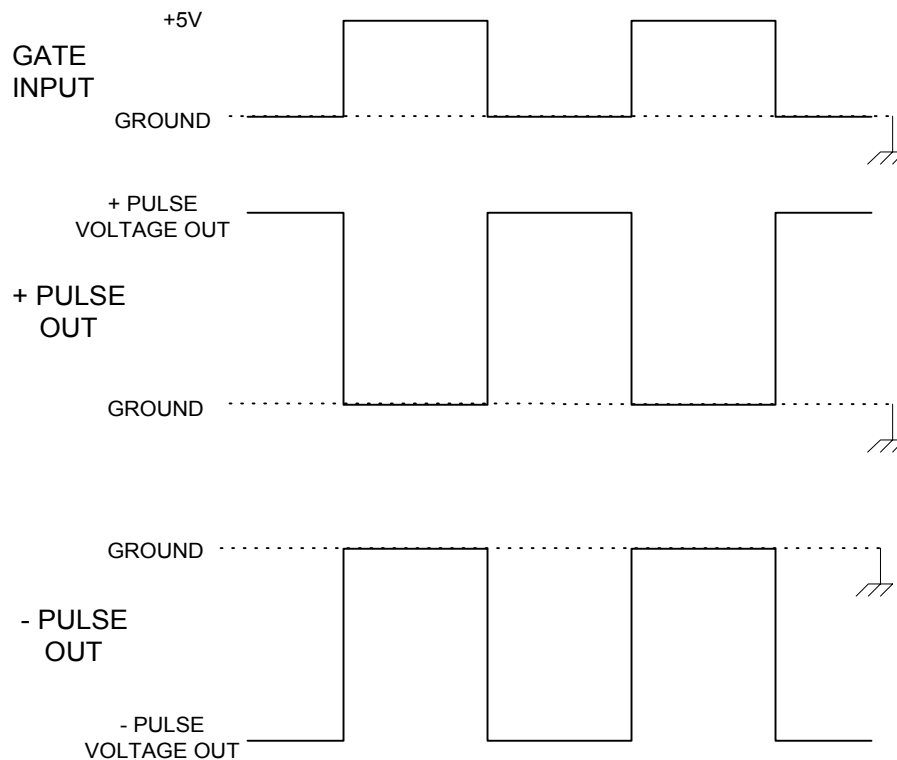 +5V
GATE
INPUT
GROUND
+ PULSE
VOLTAGE OUT
+ PULSE
OUT
GROUND
GROUND
- PULSE
OUT
- PULSE
VOLTAGE OUT